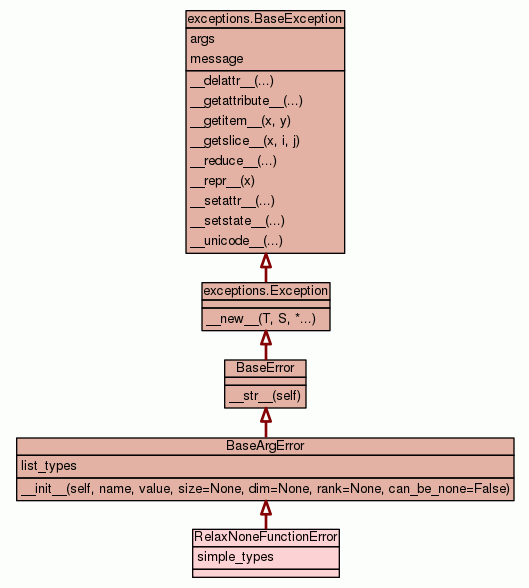 exceptions.BaseException
args
message
__delattr__(...)
__getattribute__(...)
__getitem__(x, y)
__getslice__(x, i, j)
__reduce__(...)
__repr__(x)
__setattr__(...)
__setstate__(...)
__unicode__(...)
exceptions.Exception
__new__(T, S, *...)
BaseError
__str__(self)
BaseArgError
list_types
__init__(self, name, value, size=None, dim=None, rank=None, can_be_none=False)
RelaxNoneFunctionError
simple_types